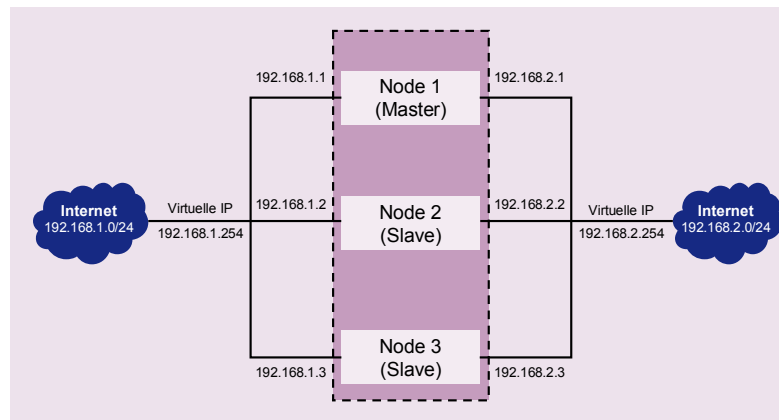 192.168.1.1
Node 1
(Master)
192.168.2.1
Internet
192.168.1.0/24
Virtuelle IP
192.168.1.254
192.168.1.2
Node 2
(Slave)
192.168.2.2
Virtuelle IP
192.168.2.254
Internet
192.168.2.0/24
192.168.1.3
Node 3
(Slave)
192.168.2.3